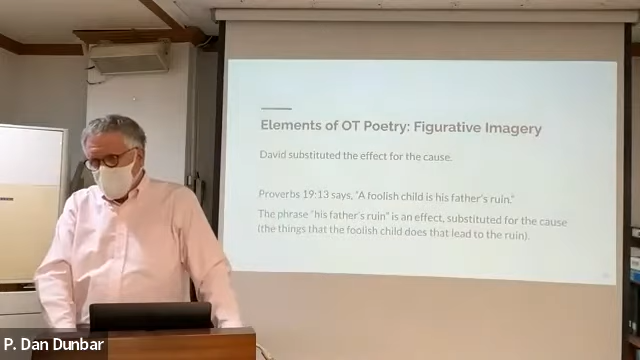 Elements of OT Poetry: Figurative Imagery
David substituted the effect for the cause.
Proverbs 19:13 says, "A foolish child is his father's ruin."
The phrase "his father's ruin" is an effect, substituted for the cause
(the things that the foolish child does that lead to the ruin).
P. Dan Dunbar